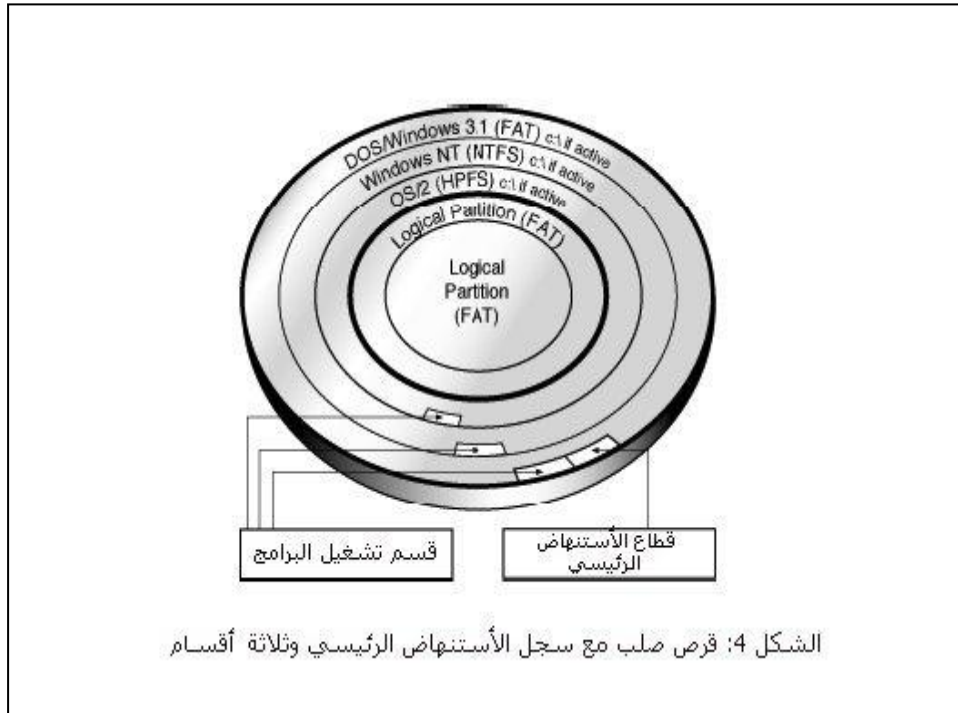 DOS/Windows 3.1 (FAT) c:\ if active
Windows NT (NTFS) c:\ if active
OS/2 (HPFS) c:\ if active
Logical Partition (FAT)
Logical
Partition
(FAT)
قسم تشغيل البرامج
قطاع الأستنهاض
الرئيسي
الشكل 4: قرص صلب مع سجل الأستنهاض الرئيسي وثلاثة أقسام